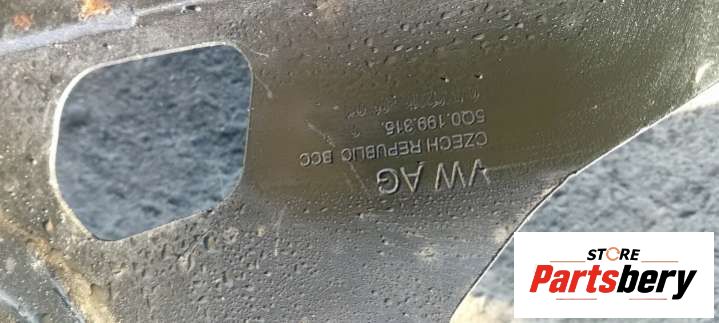 VW AG
CZECH REPUBLIC BCC
5Q0.199.315.
STORE
Partsbery